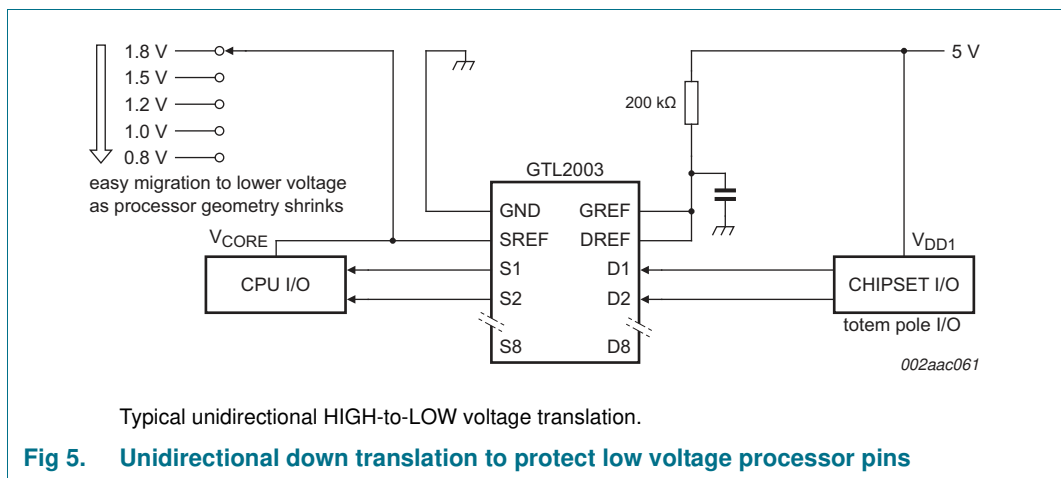 1.8 V
1.5 V
1.2 V
1.0 V
0.8 V
easy migration to lower voltage
as processor geometry shrinks
5 V
200 kΩ
GTL2003
GND GREF
SREF DREF
S1 D1
S2 D2
S8 D8
VCORE
CPU I/O
VDD1
CHIPSET I/O
totem pole I/O
002aac061
Typical unidirectional HIGH-to-LOW voltage translation.
Fig 5. Unidirectional down translation to protect low voltage processor pins